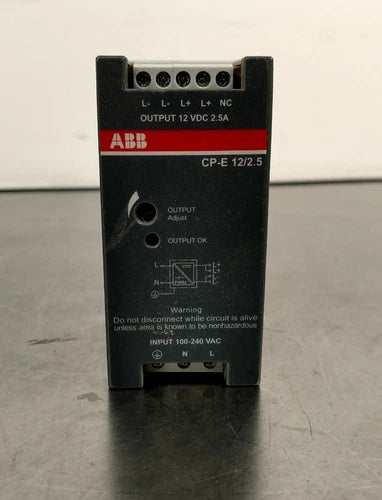 L- L- L+ L+ NC
OUTPUT 12 VDC 2.5A
ABB
CP-E 12/2.5
OUTPUT
Adjust
OUTPUT OK
L
N
L+
L-
Warning
Do not disconnect while circuit is alive
unless area is known to be nonhazardous
INPUT 100-240 VAC
N L